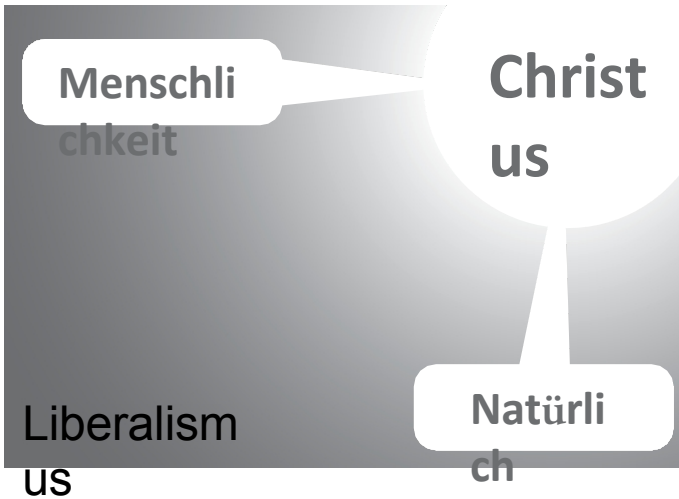 Menschli
chkeit
Christ
us
Natürli
ch
Liberalism
us